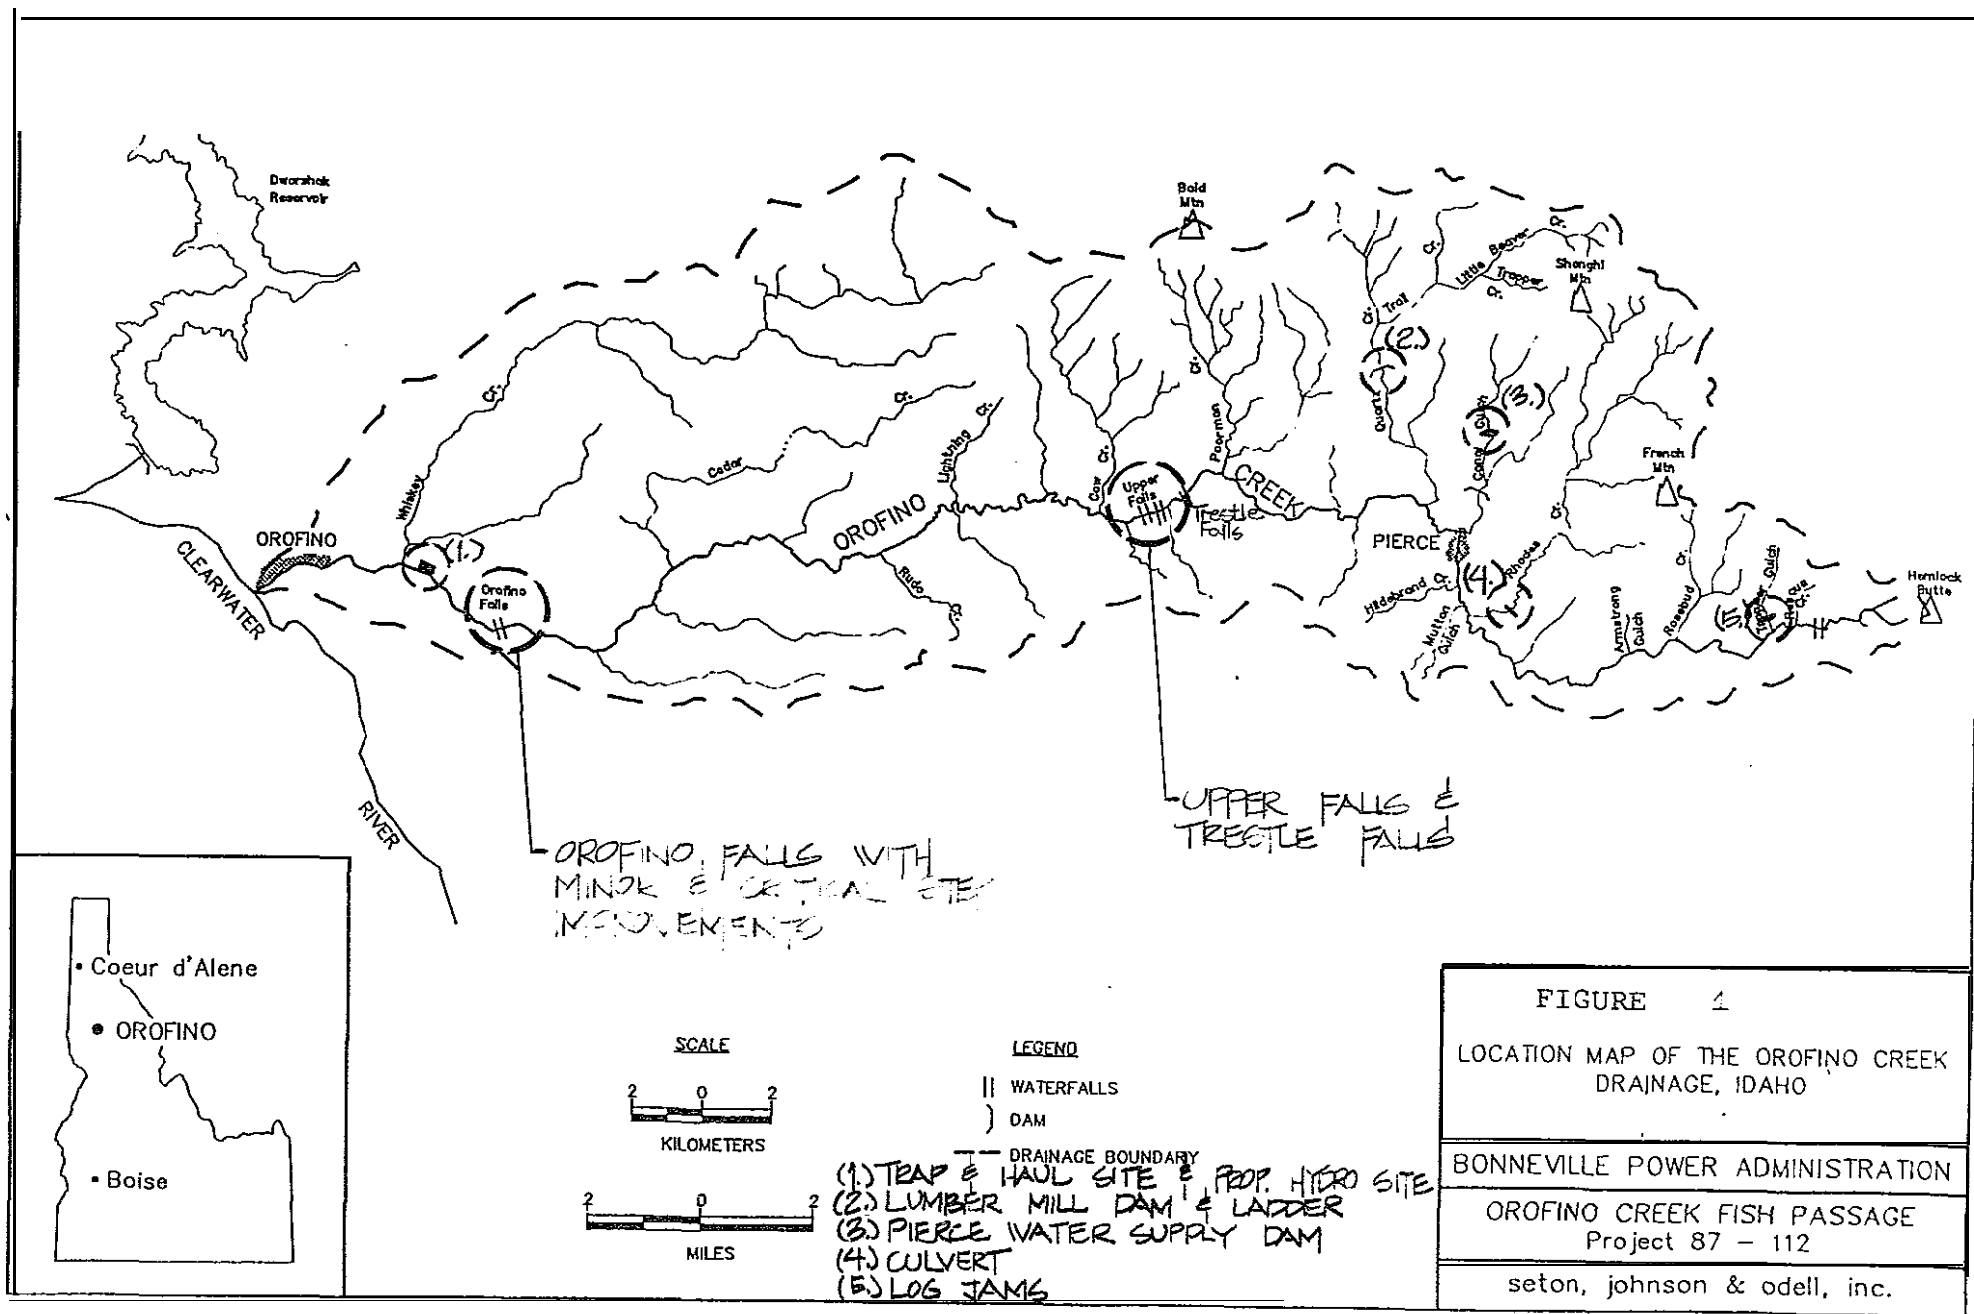 Dworshak
Reservoir
Bald
Mtn
Cr.
Little Beaver Cr.
Trapper
Cr.
Shanghi
Mtn
Trail
Cr.
(2.)
Quartz
(3.)
Gulch
Canal
Cr.
Whiskey
Cr.
Cedar
Cr.
Lightning
Cr.
Cow
Cr.
Poorman
French
Mtn
Upper
Falls
Trestle
Falls
OROFINO
CREEK
OROFINO
CLEARWATER
RIVER
(1.)
Orofino
Falls
Rudo
Cr.
PIERCE
Hildebrand Cr.
(4.)
Rhodes
Cr.
Mutton
Gulch
Armstrong
Gulch
Rosebud
Cr.
(5.)
Gulch
Cr.
Hemlock
Butte
UPPER FALLS &
TRESTLE FALLS
OROFINO FALLS WITH
MINOR & CRITICAL
Coeur d'Alene
OROFINO
Boise
SCALE
2 0 2
KILOMETERS
2 0 2
MILES
LEGEND
WATERFALLS
DAM
DRAINAGE BOUNDARY
(1.) TRAP & HAUL SITE & PROP. HYDRO SITE
(2.) LUMBER MILL DAM & LADDER
(3.) PIERCE WATER SUPPLY DAM
(4.) CULVERT
(5.) LOG JAMS
FIGURE 1
LOCATION MAP OF THE OROFINO CREEK
DRAINAGE, IDAHO
BONNEVILLE POWER ADMINISTRATION
OROFINO CREEK FISH PASSAGE
Project 87 - 112
seton, johnson & odell, inc.